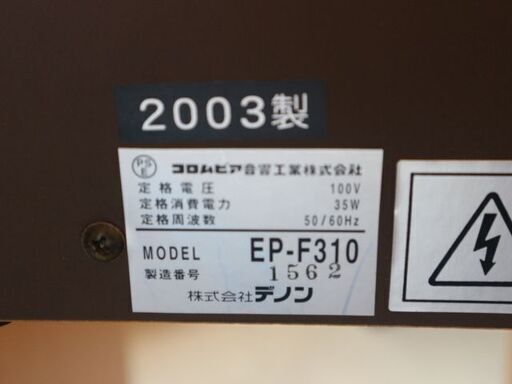 2003製
PS E コロムビア音響工業株式会社
定格電圧 100V
定格消費電力 35W
定格周波数 50/60Hz
MODEL EP-F310
製造番号 1562
株式会社デノン